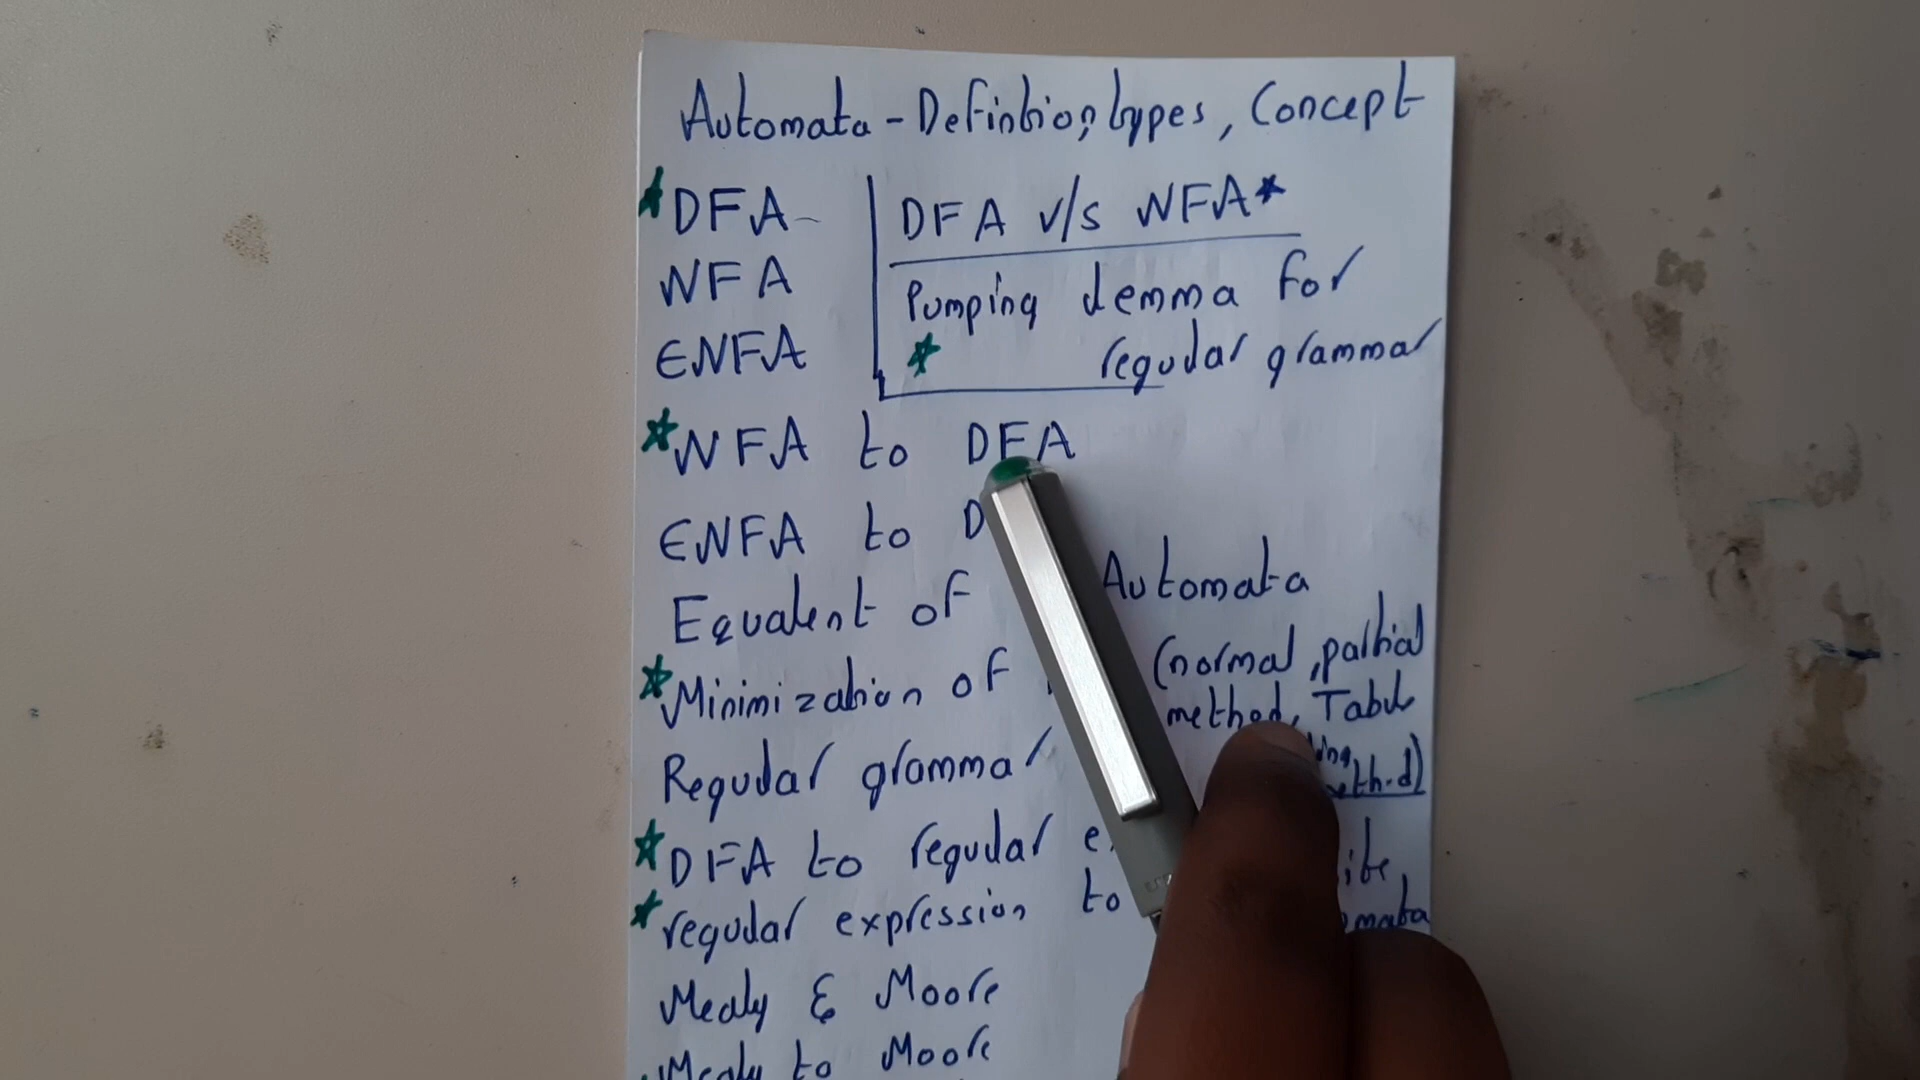 Automata - Defintion, types, Concept
DFA
NFA
ENFA
DFA v/s NFA
Pumping lemma for
regular grammar
NFA to DFA
ENFA to D
Equalent of Automata
Minimization of (normal, partial
method, Tabul
Regular grammar
DFA to regular
regular expression to
Mealy & Moore
Mealy to Moore